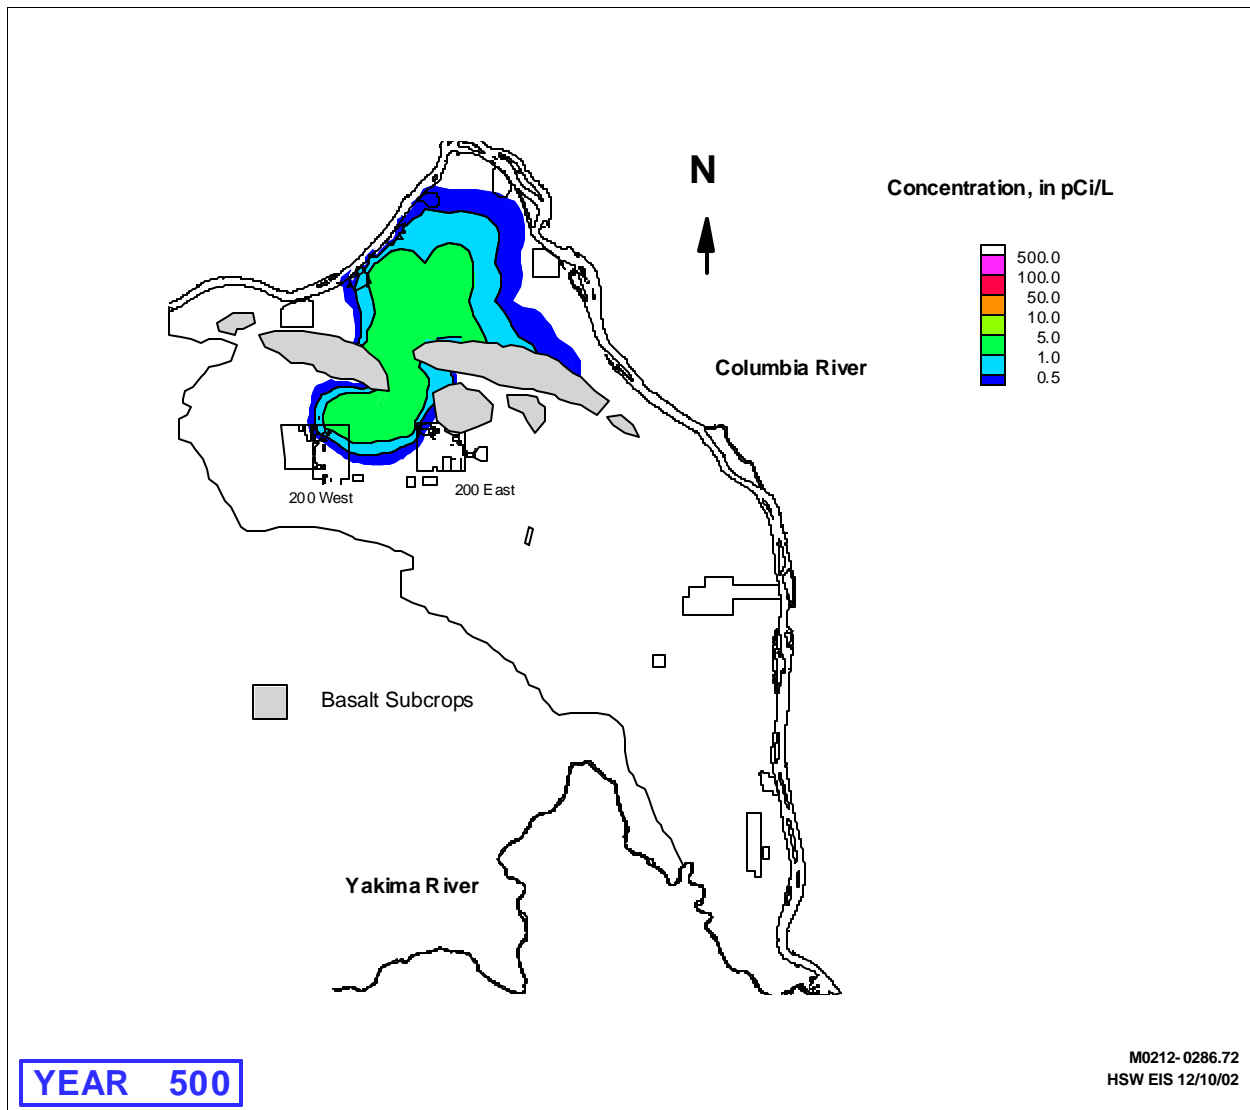 N
Concentration, in pCi/L
500.0
100.0
50.0
10.0
5.0
1.0
0.5
Columbia River
200 West
200 East
Basalt Subcrops
Yakima River
YEAR 500
M0212-0286.72
HSW EIS 12/10/02